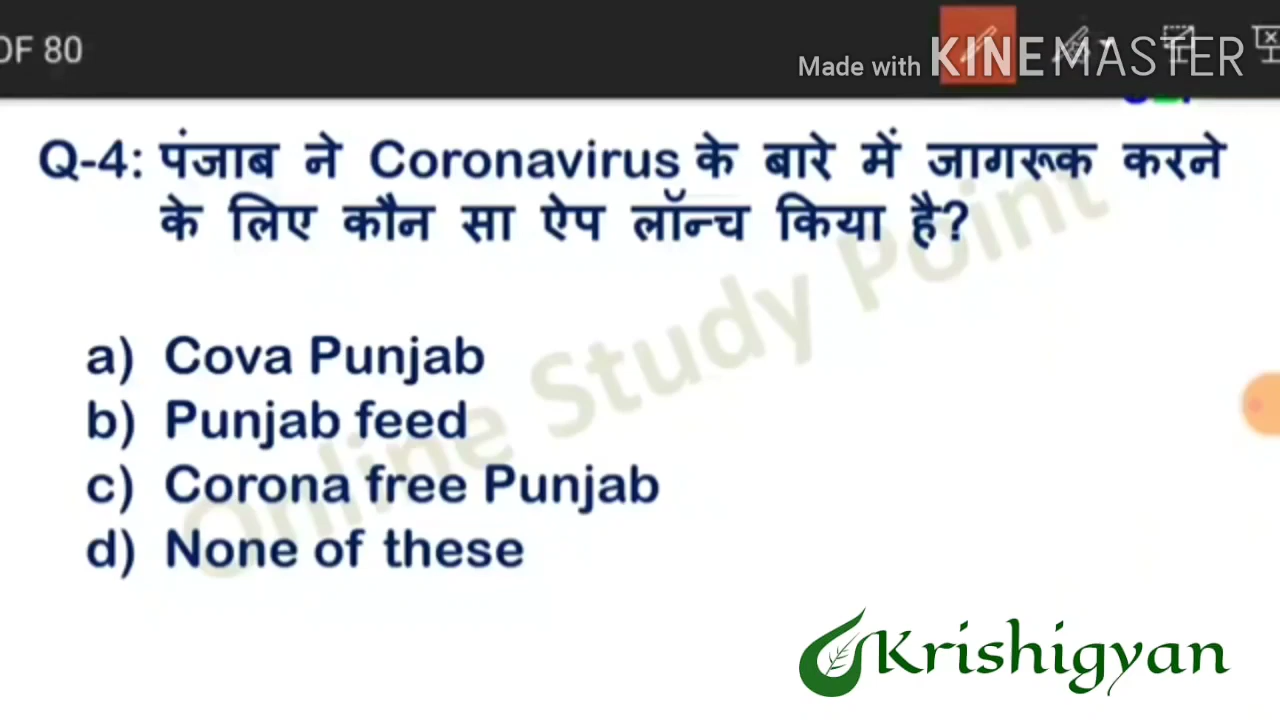 OF 80
Made with KINEMASTER
Q-4: पंजाब ने Coronavirus के बारे में जागरूक करने
के लिए कौन सा ऐप लॉन्च किया है?
a) Cova Punjab
b) Punjab feed
c) Corona free Punjab
d) None of these
Online Study Point
Krishigyan